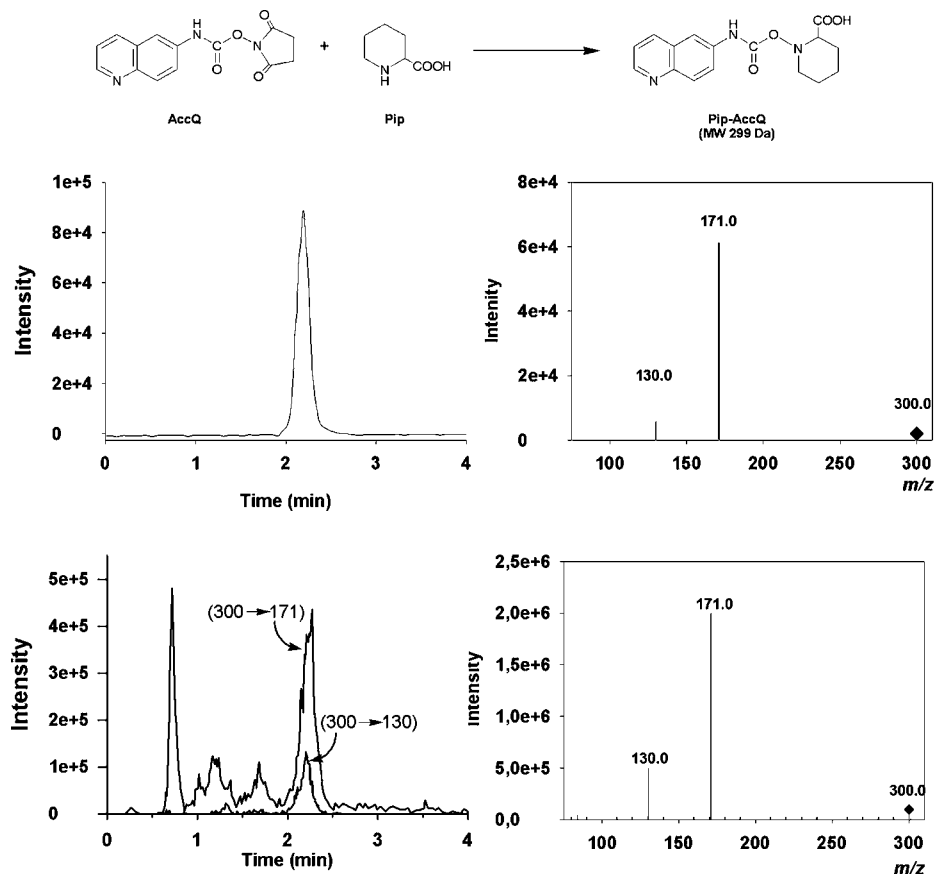 NH O O N O O N
AccQ
+
N H COOH
Pip
NH O O N COOH N
Pip-AccQ
(MW 299 Da)
1e+5
8e+4
6e+4
4e+4
2e+4
0
Intensity
0 1 2 3 4
Time (min)
8e+4
6e+4
4e+4
2e+4
0
Intenity
171.0
130.0
300.0
100 150 200 250 300
m/z
5e+5
4e+5
3e+5
2e+5
1e+5
0
Intensity
(300→171)
(300→130)
0 1 2 3 4
Time (min)
2,5e+6
2,0e+6
1,5e+6
1,0e+6
5,0e+5
0,0
Intensity
171.0
130.0
300.0
100 150 200 250 300
m/z